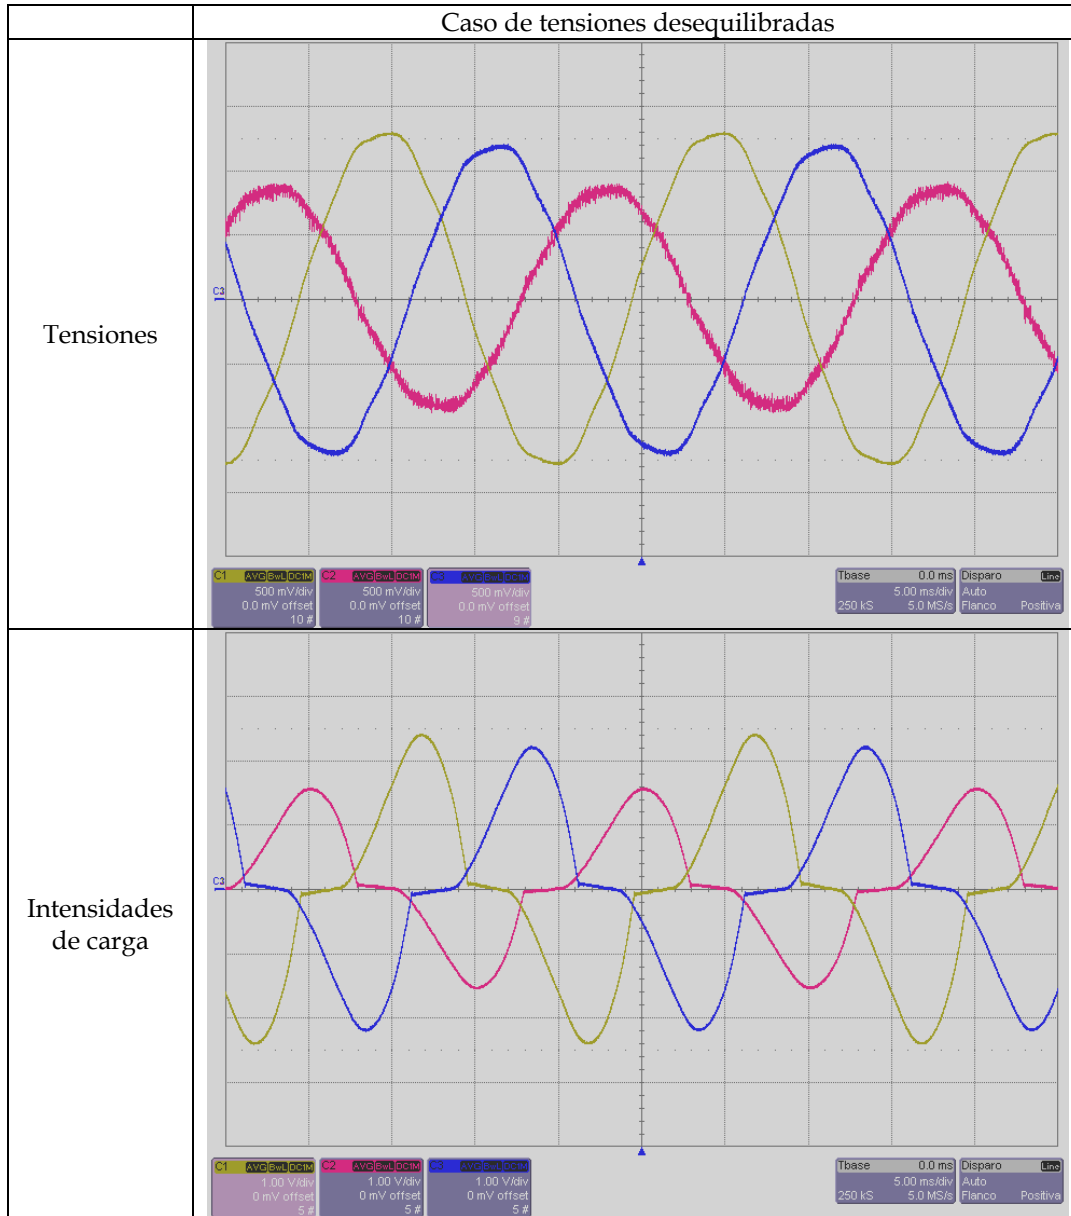 Caso de tensiones desequilibradas
Tensiones
C3
C1 AVG BwL DC1M
500 mV/div
0.0 mV offset
10 #
C2 AVG BwL DC1M
500 mV/div
0.0 mV offset
10 #
C3 AVG BwL DC1M
500 mV/div
0.0 mV offset
9 #
Tbase 0.0 ms
5.00 ms/div
250 kS 5.0 MS/s
Disparo Line
Auto
Flanco Positiva
Intensidades
de carga
C3
C1 AVG BwL DC1M
1.00 V/div
0 mV offset
5 #
C2 AVG BwL DC1M
1.00 V/div
0 mV offset
5 #
C3 AVG BwL DC1M
1.00 V/div
0 mV offset
5 #
Tbase 0.0 ms
5.00 ms/div
250 kS 5.0 MS/s
Disparo Line
Auto
Flanco Positiva